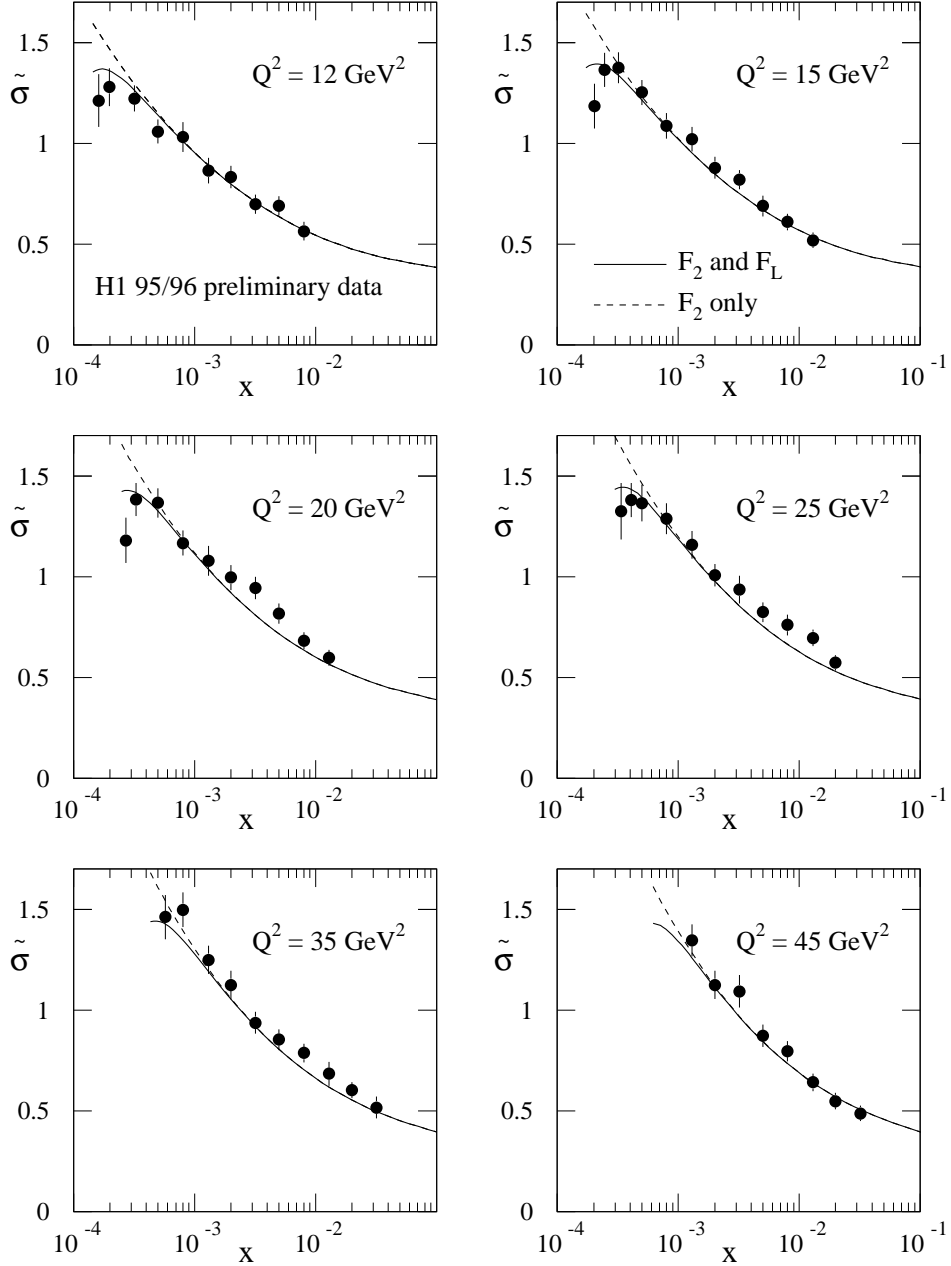 1.5
1
0.5
0
σ̃
Q² = 12 GeV²
H1 95/96 preliminary data
10⁻⁴ 10⁻³ 10⁻²
x
1.5
1
0.5
0
σ̃
Q² = 15 GeV²
F₂ and F_L
F₂ only
10⁻⁴ 10⁻³ 10⁻² 10⁻¹
x
1.5
1
0.5
0
σ̃
Q² = 20 GeV²
10⁻⁴ 10⁻³ 10⁻²
x
1.5
1
0.5
0
σ̃
Q² = 25 GeV²
10⁻⁴ 10⁻³ 10⁻² 10⁻¹
x
1.5
1
0.5
0
σ̃
Q² = 35 GeV²
10⁻⁴ 10⁻³ 10⁻²
x
1.5
1
0.5
0
σ̃
Q² = 45 GeV²
10⁻⁴ 10⁻³ 10⁻² 10⁻¹
x